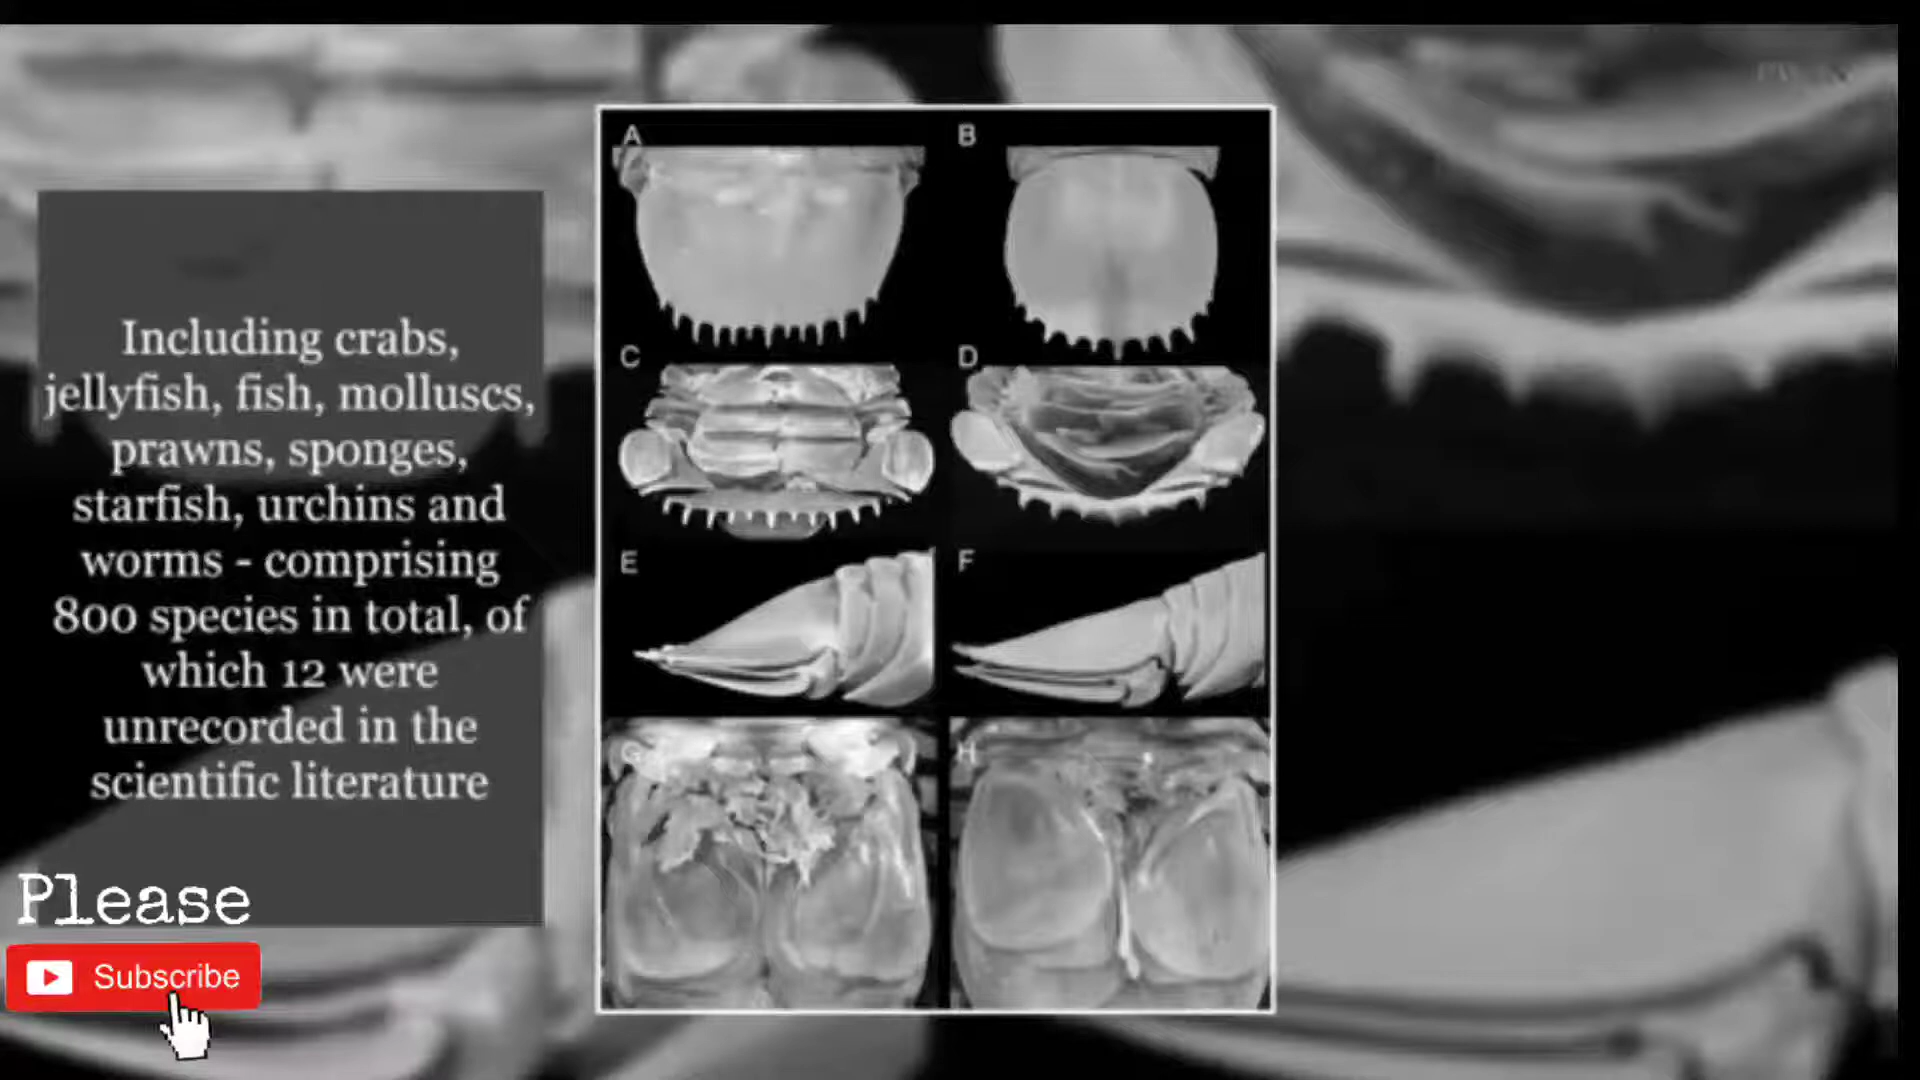 Including crabs,
jellyfish, fish, molluscs,
prawns, sponges,
starfish, urchins and
worms - comprising
800 species in total, of
which 12 were
unrecorded in the
scientific literature
Please
Subscribe
A
B
C
D
E
F
G
H